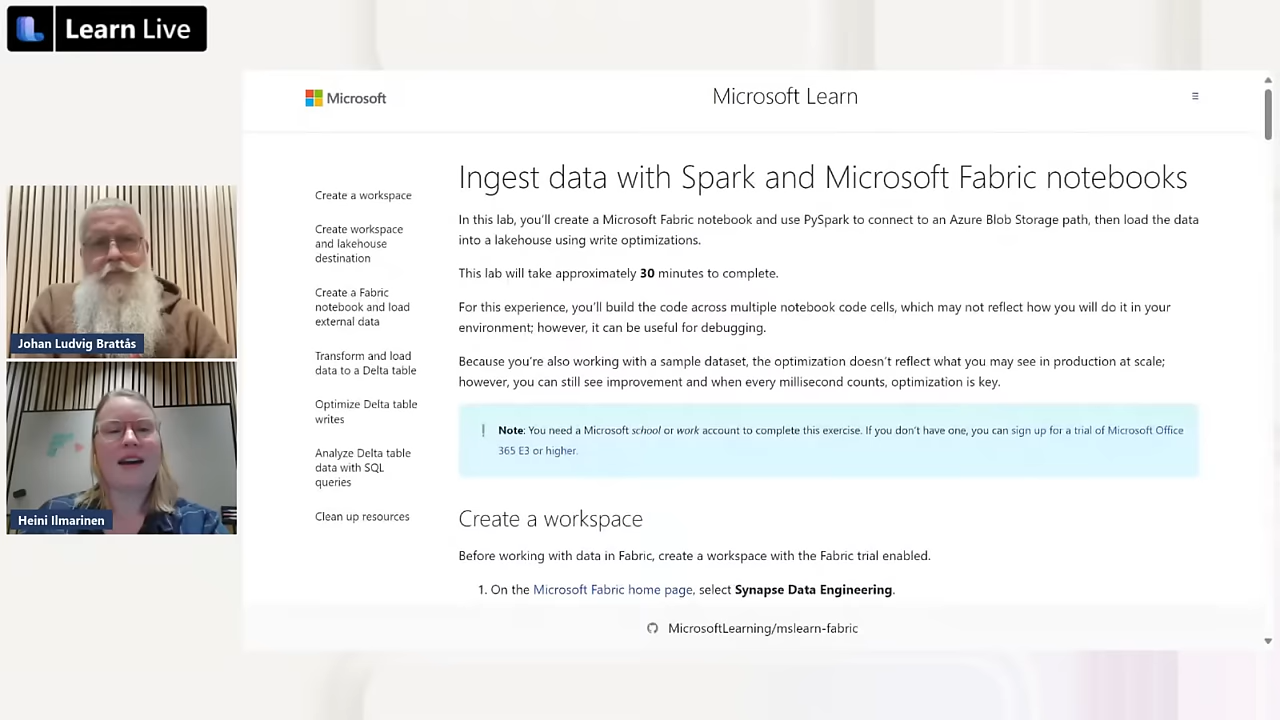 Learn Live
Microsoft
Microsoft Learn
Create a workspace
Create workspace
and lakehouse
destination
Create a Fabric
notebook and load
external data
Transform and load
data to a Delta table
Optimize Delta table
writes
Analyze Delta table
data with SQL
queries
Clean up resources
Ingest data with Spark and Microsoft Fabric notebooks
In this lab, you'll create a Microsoft Fabric notebook and use PySpark to connect to an Azure Blob Storage path, then load the data
into a lakehouse using write optimizations.
This lab will take approximately 30 minutes to complete.
For this experience, you'll build the code across multiple notebook code cells, which may not reflect how you will do it in your
environment; however, it can be useful for debugging.
Because you're also working with a sample dataset, the optimization doesn't reflect what you may see in production at scale;
however, you can still see improvement and when every millisecond counts, optimization is key.
Note: You need a Microsoft school or work account to complete this exercise. If you don't have one, you can sign up for a trial of Microsoft Office
365 E3 or higher.
Create a workspace
Before working with data in Fabric, create a workspace with the Fabric trial enabled.
1. On the Microsoft Fabric home page, select Synapse Data Engineering.
MicrosoftLearning/mslearn-fabric
Johan Ludvig Brattås
Heini Ilmarinen